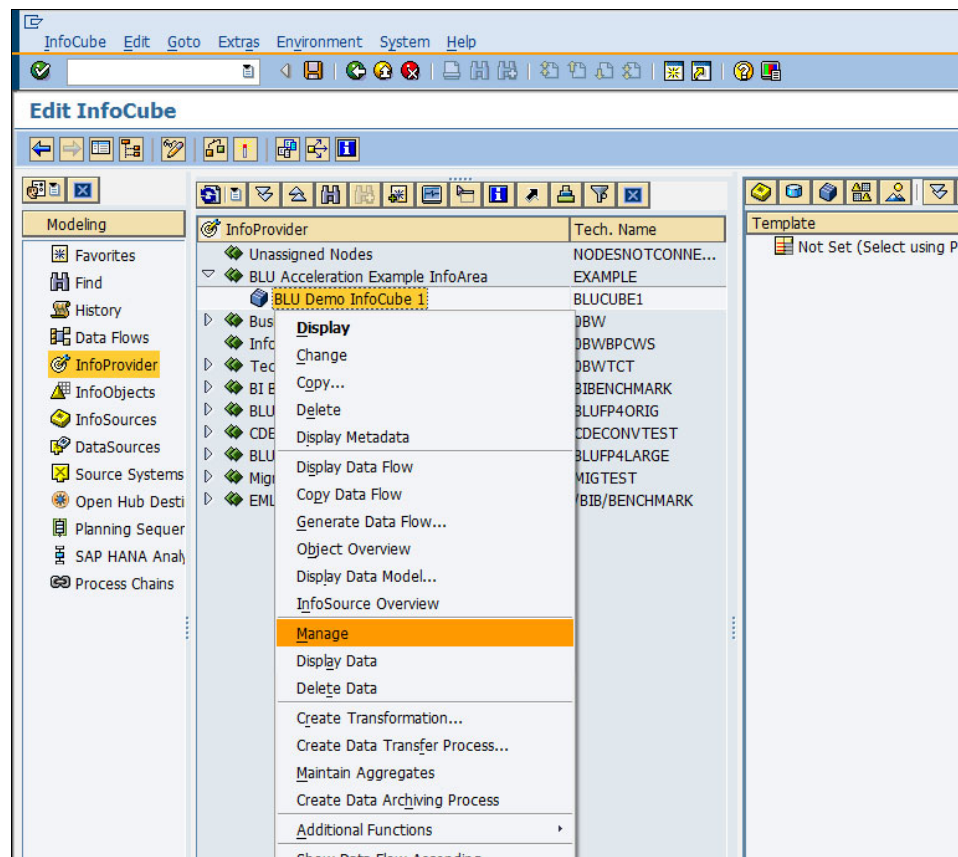 InfoCube Edit Goto Extras Environment System Help
Edit InfoCube
Modeling
Favorites
Find
History
Data Flows
InfoProvider
InfoObjects
InfoSources
DataSources
Source Systems
Open Hub Desti
Planning Sequer
SAP HANA Analy
Process Chains
InfoProvider Tech. Name
Unassigned Nodes NODESNOTCONNE...
BLU Acceleration Example InfoArea EXAMPLE
BLU Demo InfoCube 1 BLUCUBE1
Bus 0BW
Info 0BWBPCWS
Tec 0BWTCT
BI B BIBENCHMARK
BLU BLUFP4ORIG
CDE CDECONVTEST
BLU BLUFP4LARGE
Migr MIGTEST
EML /BIB/BENCHMARK
Display
Change
Copy...
Delete
Display Metadata
Display Data Flow
Copy Data Flow
Generate Data Flow...
Object Overview
Display Data Model...
InfoSource Overview
Manage
Display Data
Delete Data
Create Transformation...
Create Data Transfer Process...
Maintain Aggregates
Create Data Archiving Process
Additional Functions
Show Data Flow Ascending
Template
Not Set (Select using P